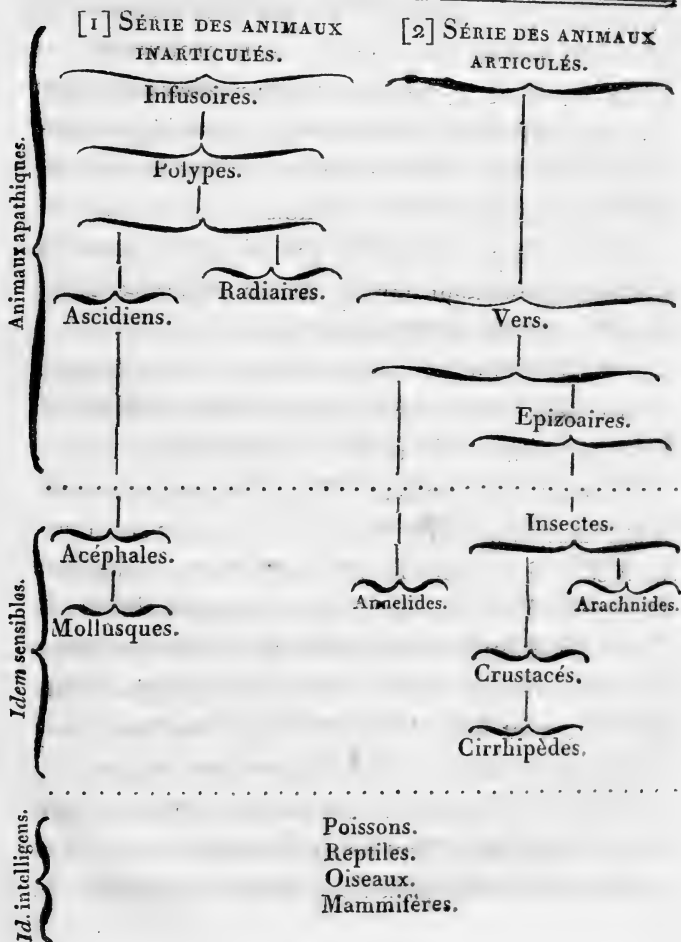 [1] SÉRIE DES ANIMAUX
INARTICULÉS.
[2] SÉRIE DES ANIMAUX
ARTICULÉS.
Animaux apathiques.
Infusoires.
Polypes.
Radiaires.
Ascidiens.
Vers.
Epizoaires.
Idem sensibles.
Acéphales.
Mollusques.
Insectes.
Annelides.
Arachnides.
Crustacés.
Cirrhipèdes.
Id. intelligens.
Poissons.
Reptiles.
Oiseaux.
Mammifères.